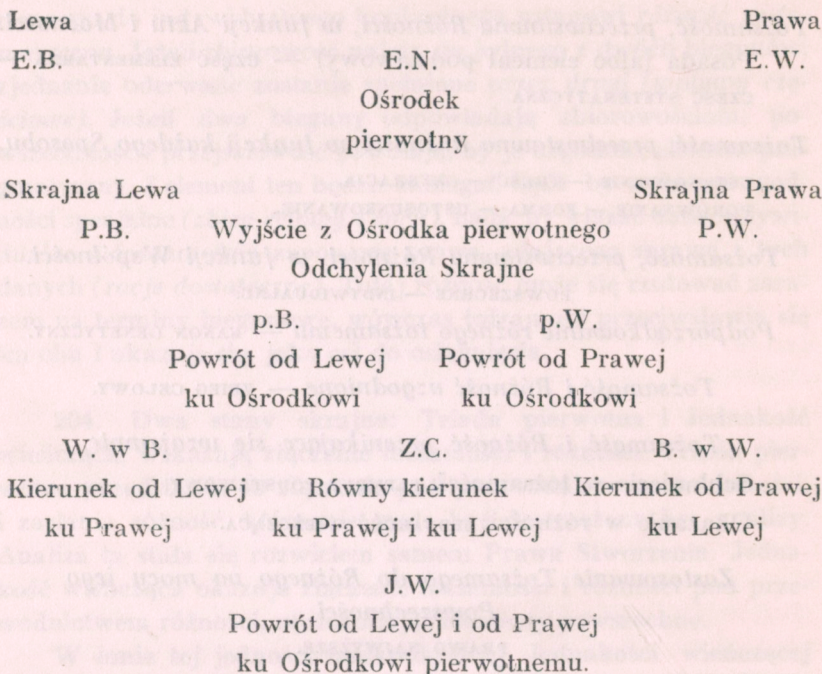 Lewa Prawa
E.B. E.N. E.W.
Ośrodek
pierwotny
Skrajna Lewa Skrajna Prawa
P.B. Wyjście z Ośrodka pierwotnego P.W.
Odchylenia Skrajne
p.B. p.W.
Powrót od Lewej Powrót od Prawej
ku Ośrodkowi ku Ośrodkowi
W. w B. Z.C. B. w W.
Kierunek od Lewej Równy kierunek Kierunek od Prawej
ku Prawej ku Prawej i ku Lewej ku Lewej
J.W.
Powrót od Lewej i od Prawej
ku Ośrodkowi pierwotnemu.